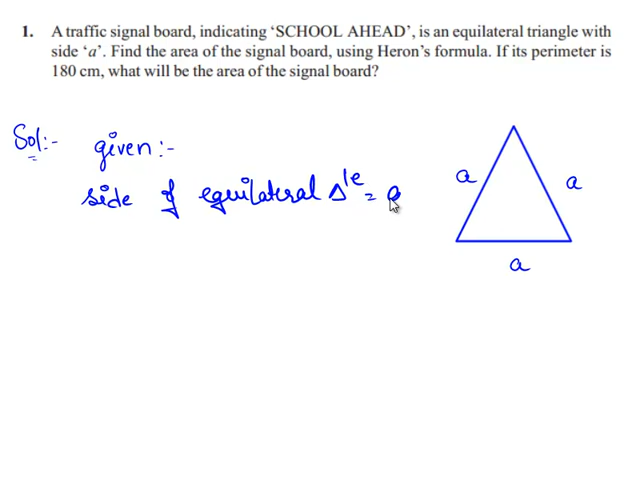 1. A traffic signal board, indicating ‘SCHOOL AHEAD’, is an equilateral triangle with
side ‘a’. Find the area of the signal board, using Heron’s formula. If its perimeter is
180 cm, what will be the area of the signal board?
Sol:- given :-
side of equilateral Δle = a
a a
a